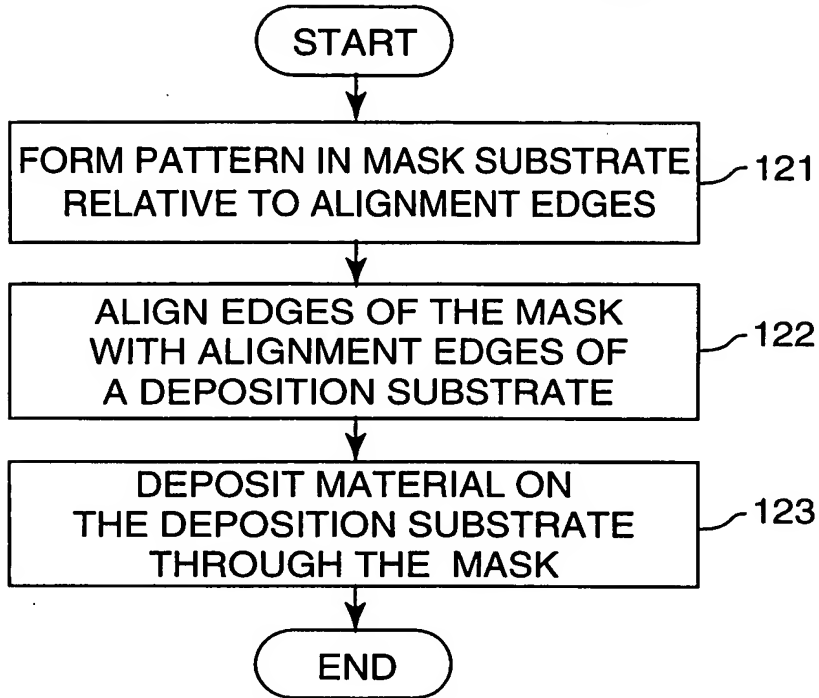 START
FORM PATTERN IN MASK SUBSTRATE
RELATIVE TO ALIGNMENT EDGES
121
ALIGN EDGES OF THE MASK
WITH ALIGNMENT EDGES OF
A DEPOSITION SUBSTRATE
122
DEPOSIT MATERIAL ON
THE DEPOSITION SUBSTRATE
THROUGH THE MASK
123
END